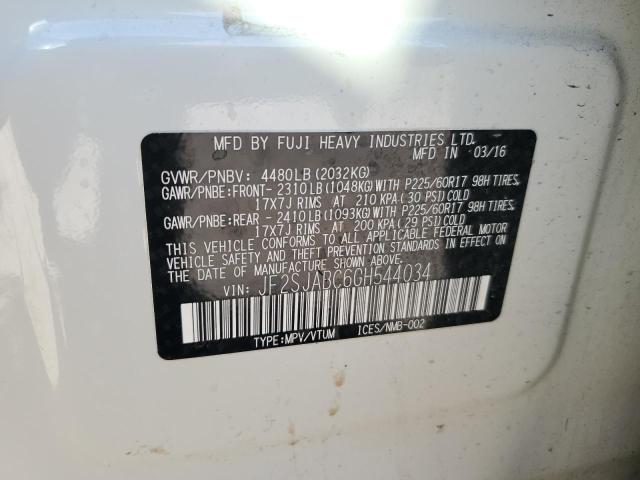 MFD BY FUJI HEAVY INDUSTRIES LTD.
MFD IN 03/16
GVWR/PNBV: 4480LB (2032KG)
GAWR/PNBE:FRONT- 2310LB (1048KG) WITH P225/60R17 98H TIRES,
17X7J RIMS AT 210 KPA ( 30 PSI) COLD
GAWR/PNBE:REAR -2410LB (1093KG) WITH P225/60R17 98H TIRES,
17X7J RIMS AT 200 KPA ( 29 PSI) COLD
THIS VEHICLE CONFORMS TO ALL APPLICABLE FEDERAL MOTOR
VEHICLE SAFETY AND THEFT PREVENTION STANDARDS IN EFFECT ON
THE DATE OF MANUFACTURE SHOWN ABOVE.
VIN: JF2SJABC6GH544034
TYPE:MPV/VTUM ICES/NMB-002